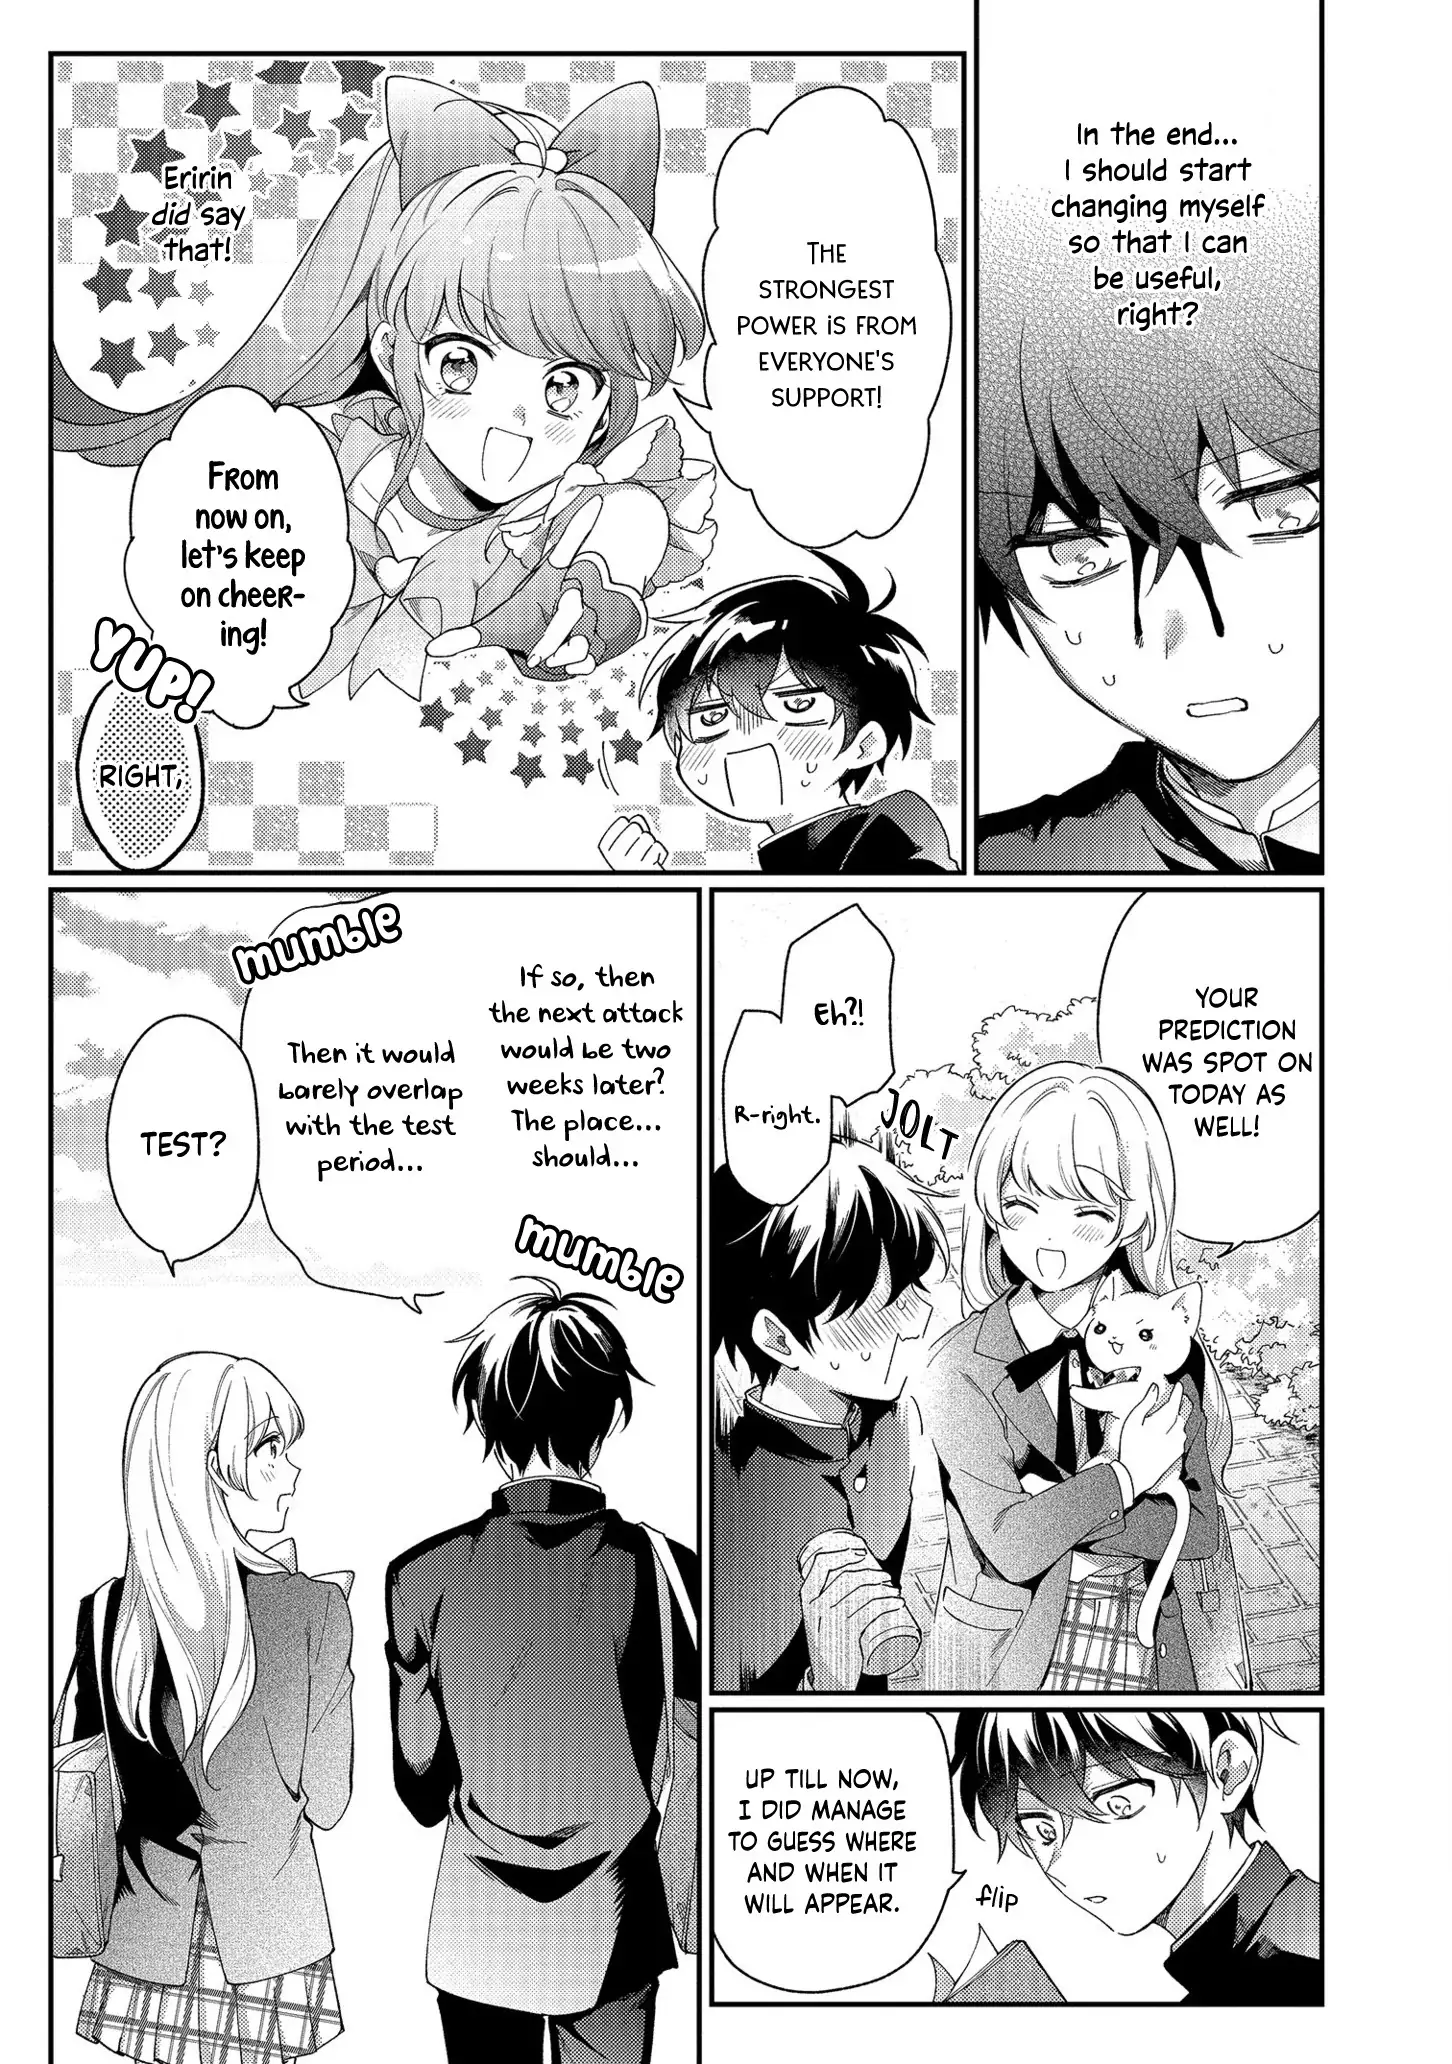 In the end...
I should start
changing myself
so that I can
be useful,
right?
The
strongest
power is from
everyone's
support!
Eririn
did say
that!
From
now on,
let's keep
on cheer-
ing!
YUP!
RIGHT,
YOUR
PREDICTION
WAS SPOT ON
TODAY AS
WELL!
Eh?!
R-right.
JOLT
UP TILL NOW,
I DID MANAGE
TO GUESS WHERE
AND WHEN IT
WILL APPEAR.
flip
mumble
If so, then
the next attack
would be two
weeks later?
The place...
should...
Then it would
barely overlap
with the test
period...
mumble
TEST?